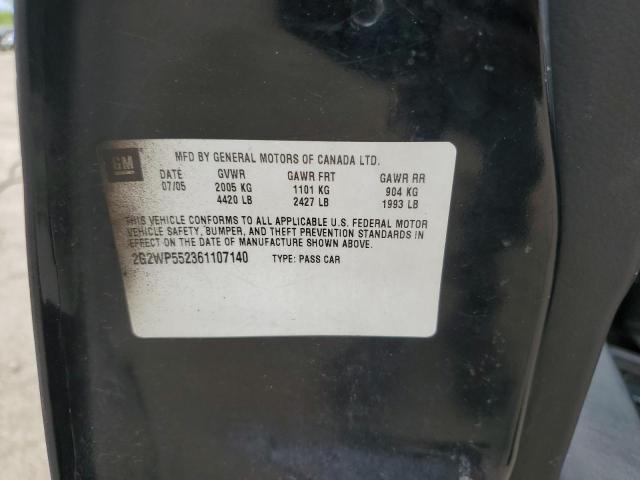 GM
MFD BY GENERAL MOTORS OF CANADA LTD.
DATE GVWR GAWR FRT GAWR RR
07/05 2005 KG 1101 KG 904 KG
4420 LB 2427 LB 1993 LB
THIS VEHICLE CONFORMS TO ALL APPLICABLE U.S. FEDERAL MOTOR
VEHICLE SAFETY, BUMPER, AND THEFT PREVENTION STANDARDS IN
EFFECT ON THE DATE OF MANUFACTURE SHOWN ABOVE.
2G2WP552361107140 TYPE: PASS CAR